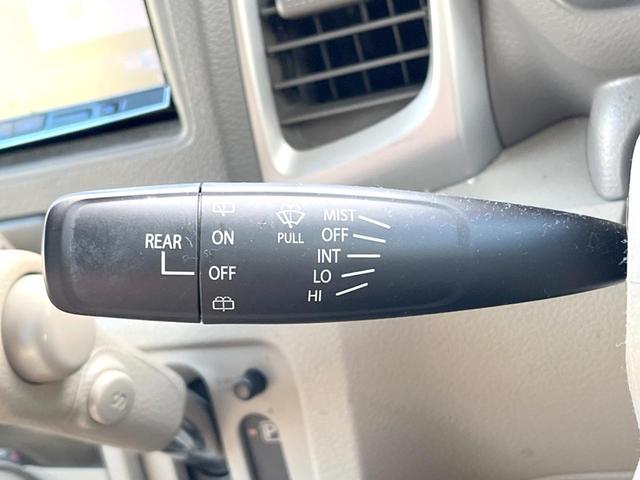 REAR
ON
OFF
PULL
MIST
OFF
INT
LO
HI
P